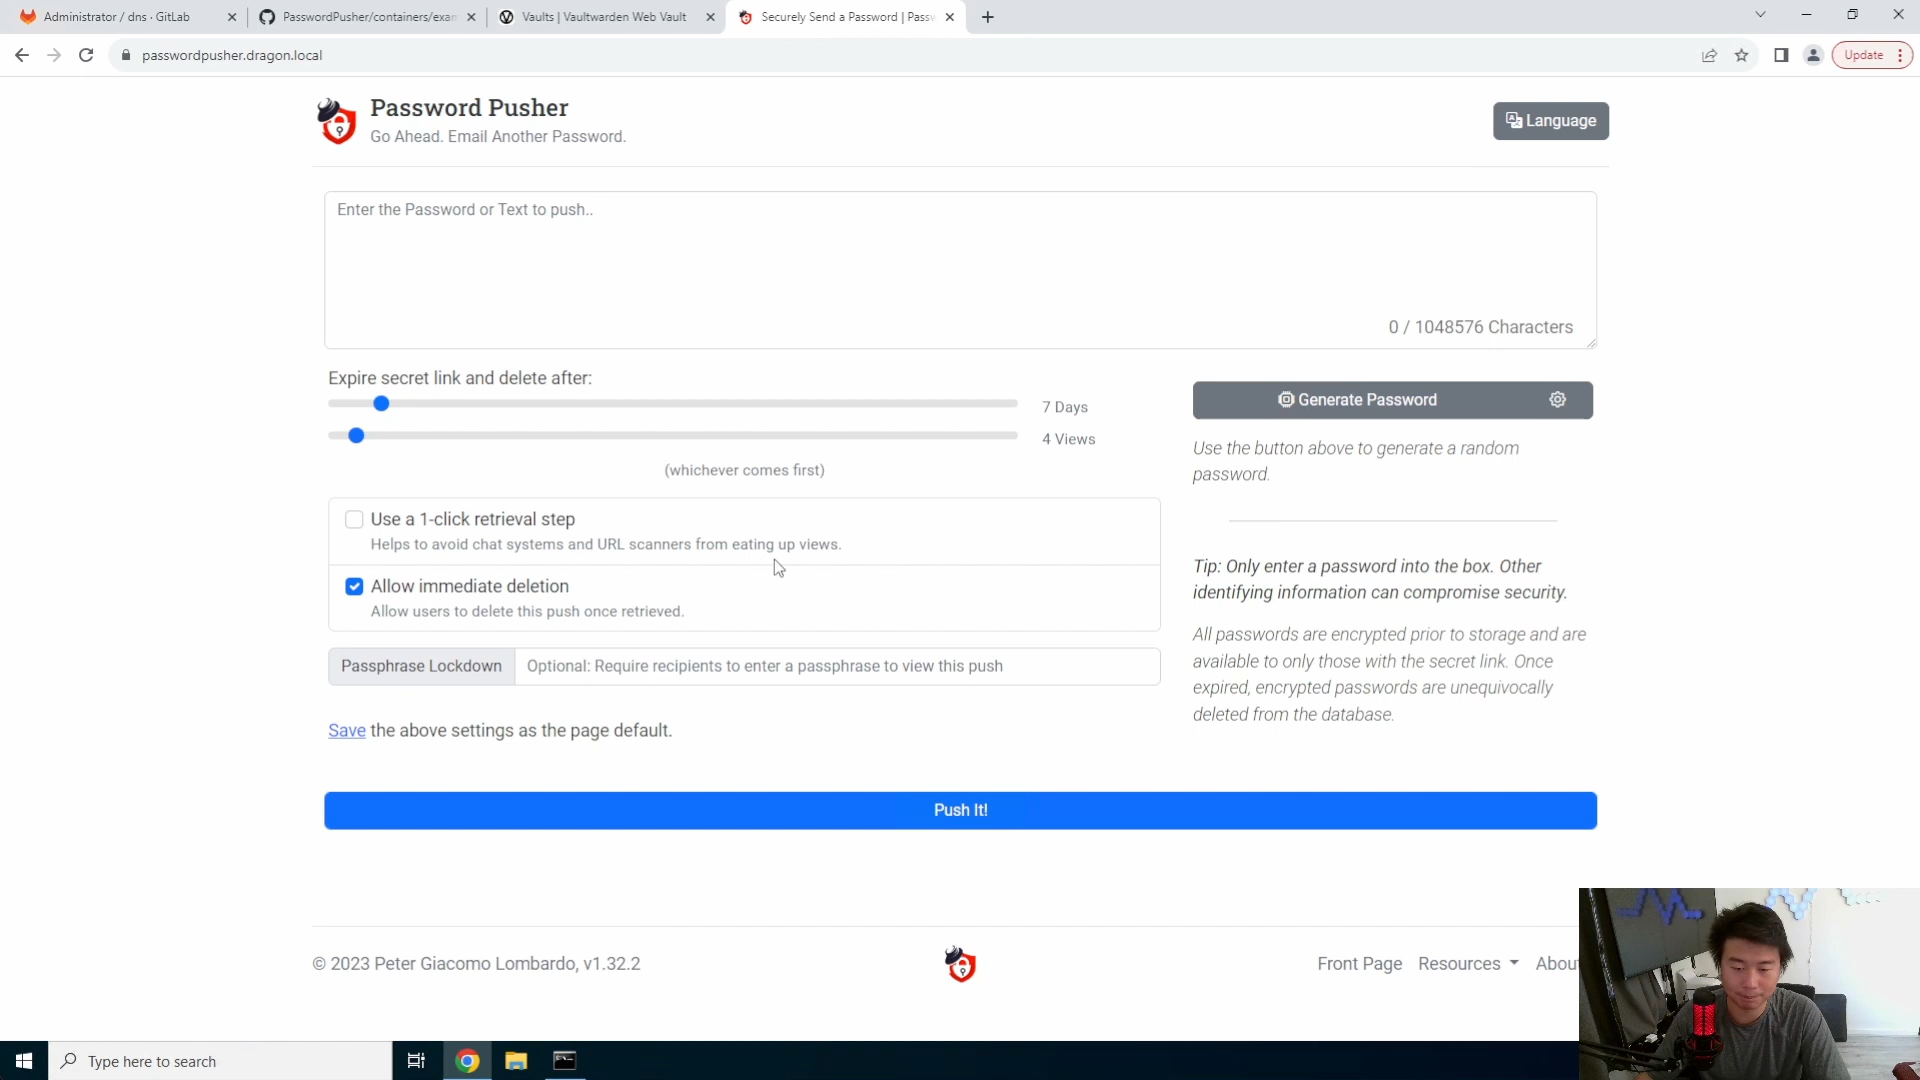 Administrator / dns · GitLab
PasswordPusher/containers/exam
Vaults | Vaultwarden Web Vault
Securely Send a Password | Passw
passwordpusher.dragon.local
Update
Password Pusher
Go Ahead. Email Another Password.
Language
Enter the Password or Text to push..
0 / 1048576 Characters
Expire secret link and delete after:
7 Days
4 Views
(whichever comes first)
Generate Password
Use the button above to generate a random
password.
Use a 1-click retrieval step
Helps to avoid chat systems and URL scanners from eating up views.
Allow immediate deletion
Allow users to delete this push once retrieved.
Tip: Only enter a password into the box. Other
identifying information can compromise security.
All passwords are encrypted prior to storage and are
available to only those with the secret link. Once
expired, encrypted passwords are unequivocally
deleted from the database.
Passphrase Lockdown
Optional: Require recipients to enter a passphrase to view this push
Save the above settings as the page default.
Push It!
© 2023 Peter Giacomo Lombardo, v1.32.2
Front Page
Resources
About
Type here to search